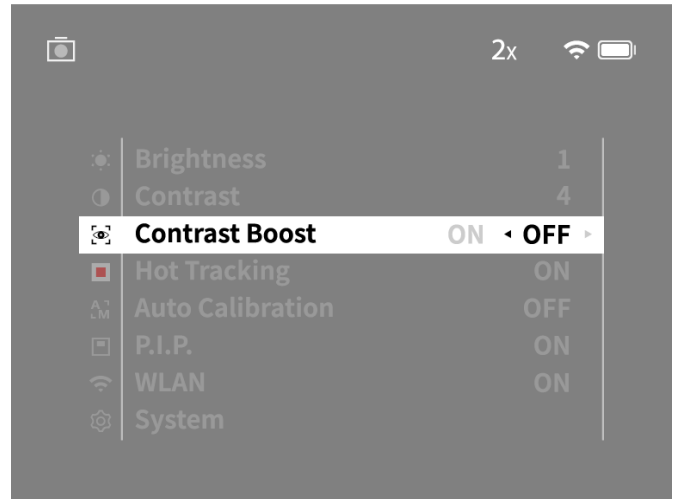 2x
Brightness 1
Contrast 4
Contrast Boost ON OFF
Hot Tracking ON
Auto Calibration OFF
P.I.P. ON
WLAN ON
System